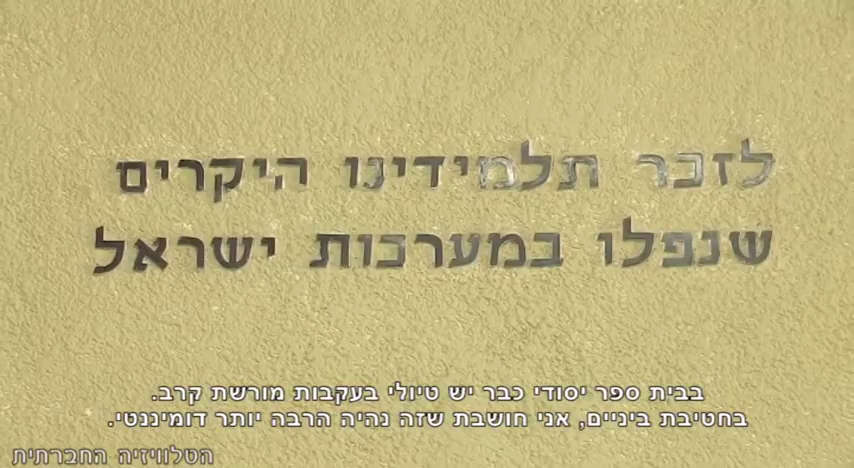 לזכר תלמידינו היקרים
שנפלו במערכות ישראל
בבית ספר יסודי כבר יש טיולי בעקבות מורשת קרב.
בחטיבת ביניים, אני חושבת שזה נהיה הרבה יותר דומיננטי.
הטלוויזיה החברתית